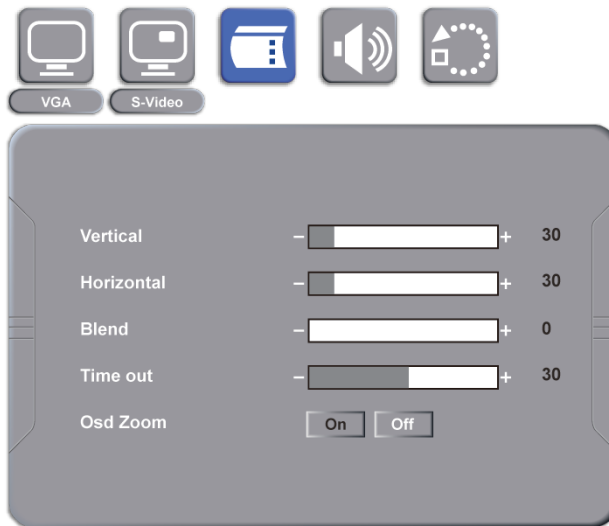 VGA S-Video
Vertical - + 30
Horizontal - + 30
Blend - + 0
Time out - + 30
Osd Zoom On Off